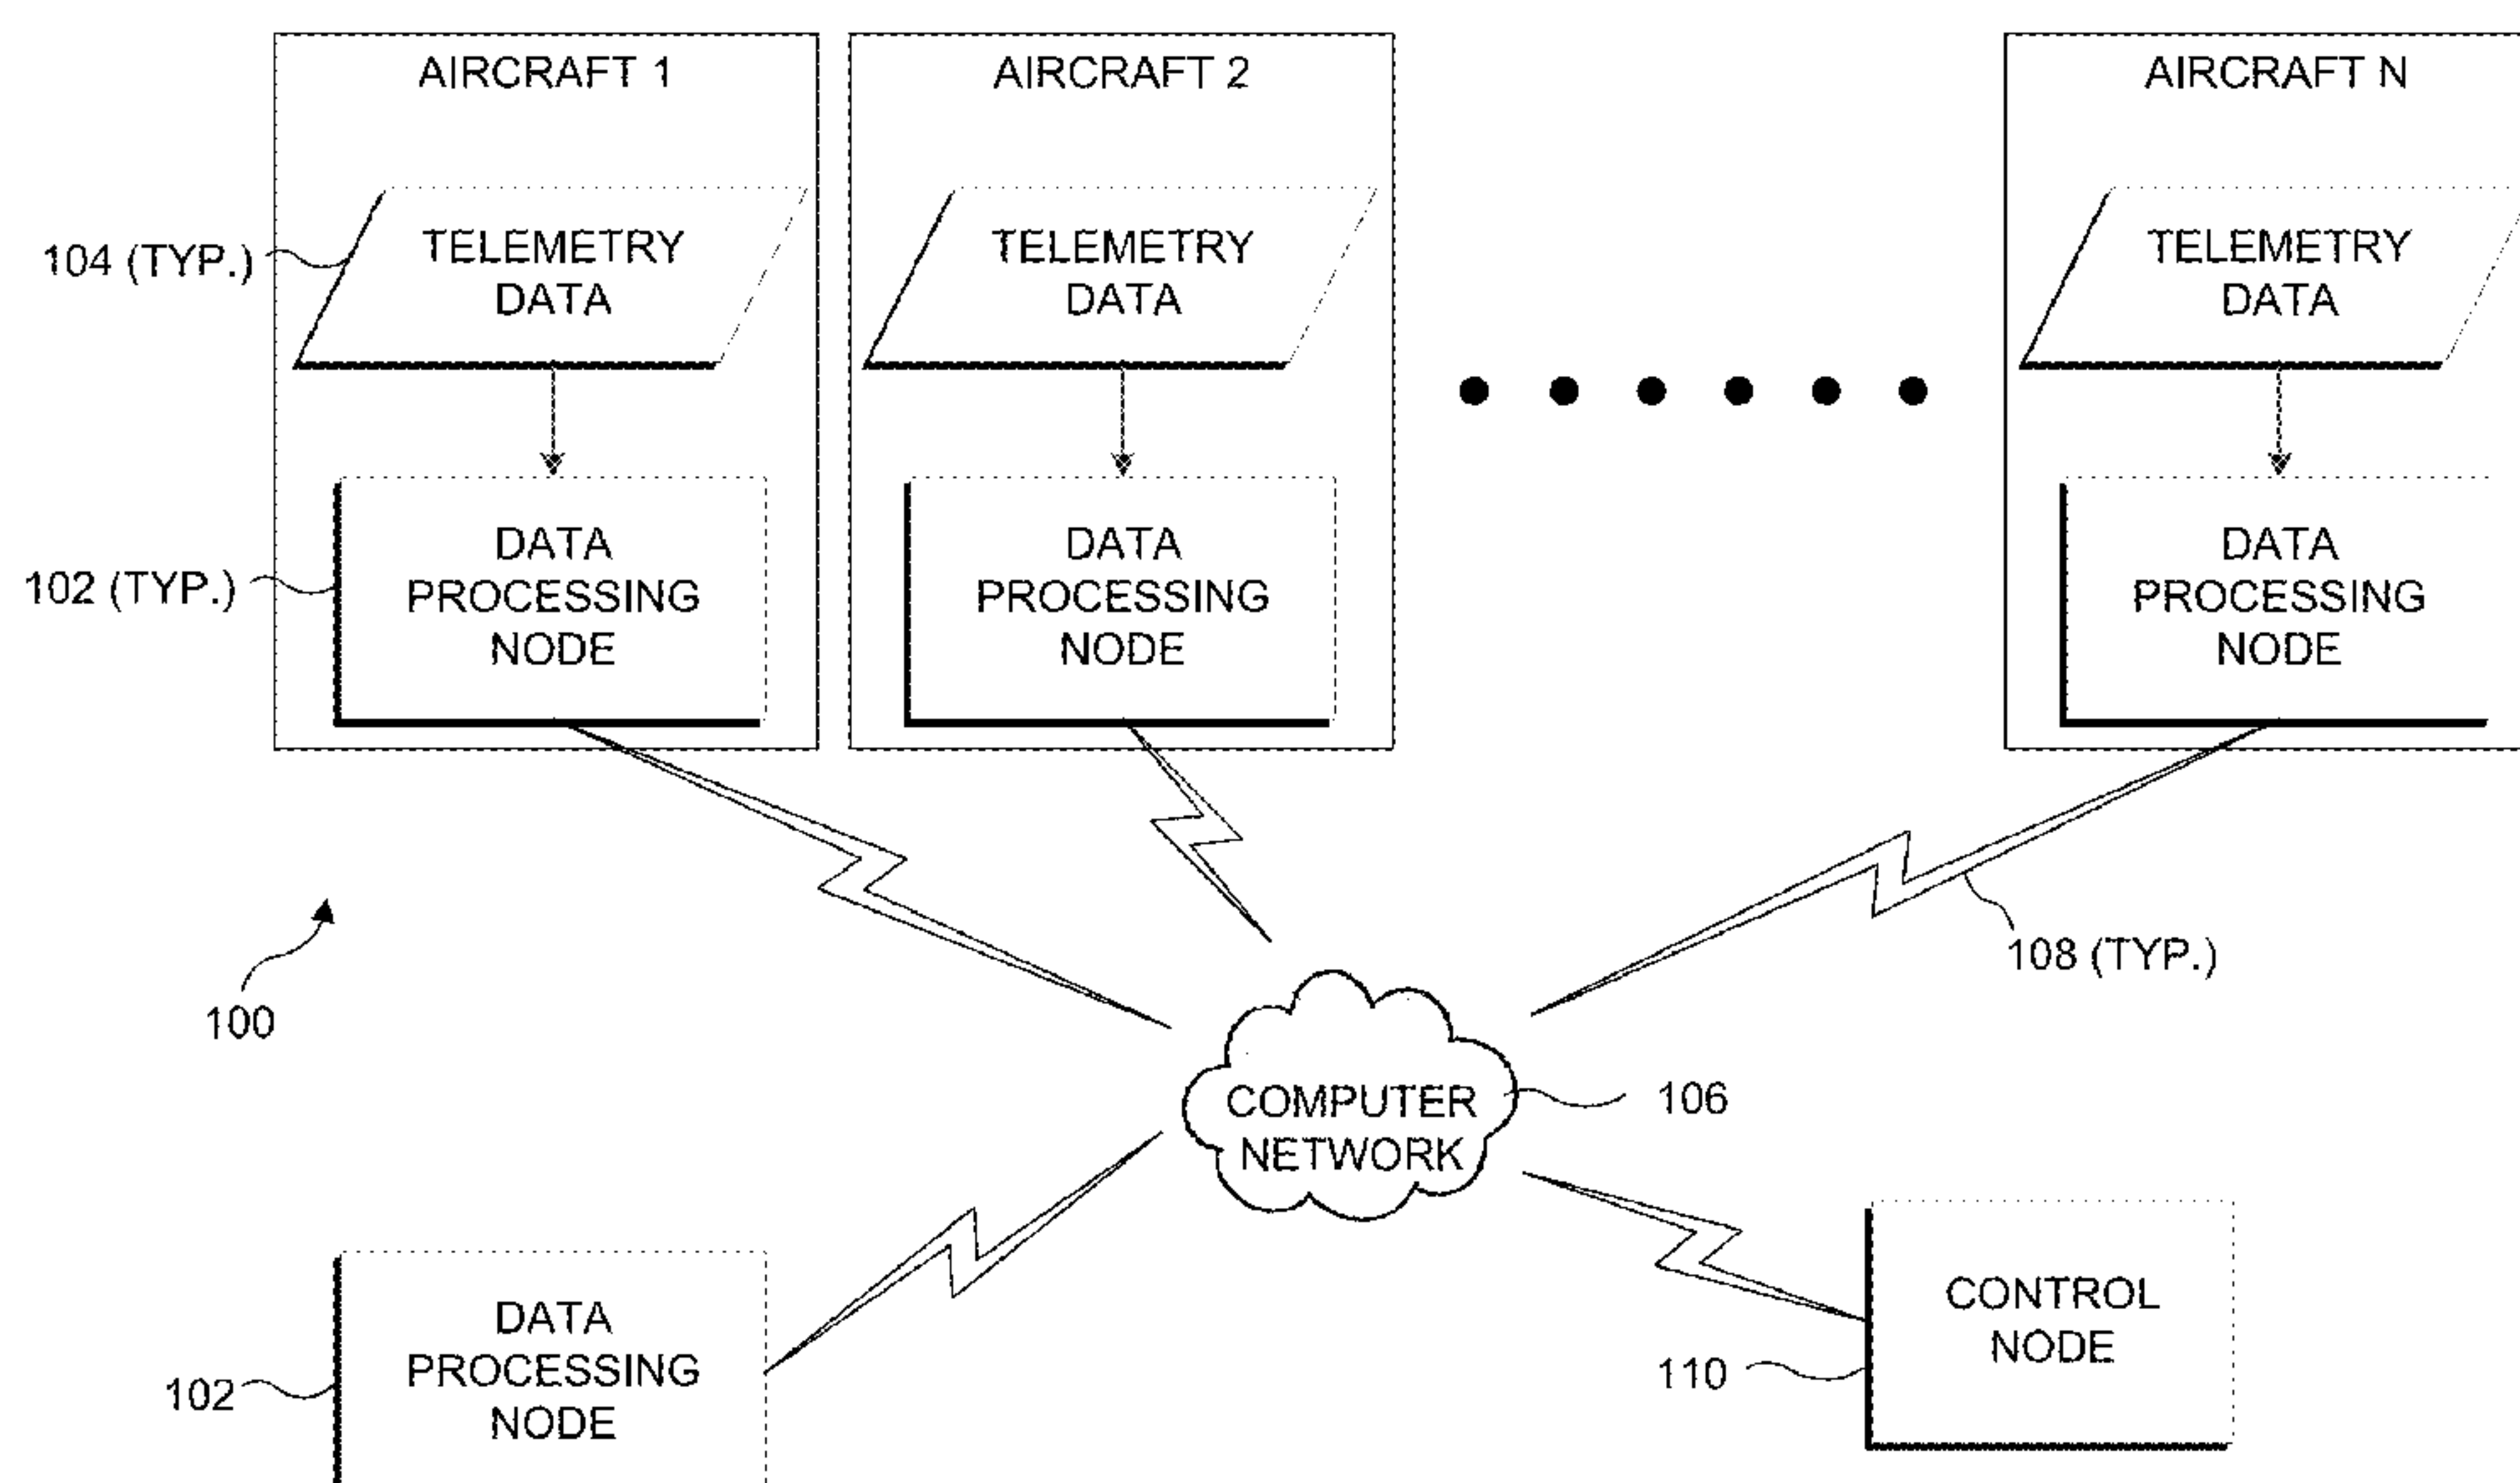 AIRCRAFT 1
AIRCRAFT 2
AIRCRAFT N
104 (TYP.)
TELEMETRY
DATA
TELEMETRY
DATA
TELEMETRY
DATA
102 (TYP.)
DATA
PROCESSING
NODE
DATA
PROCESSING
NODE
DATA
PROCESSING
NODE
108 (TYP.)
100
COMPUTER
NETWORK
106
102
DATA
PROCESSING
NODE
110
CONTROL
NODE